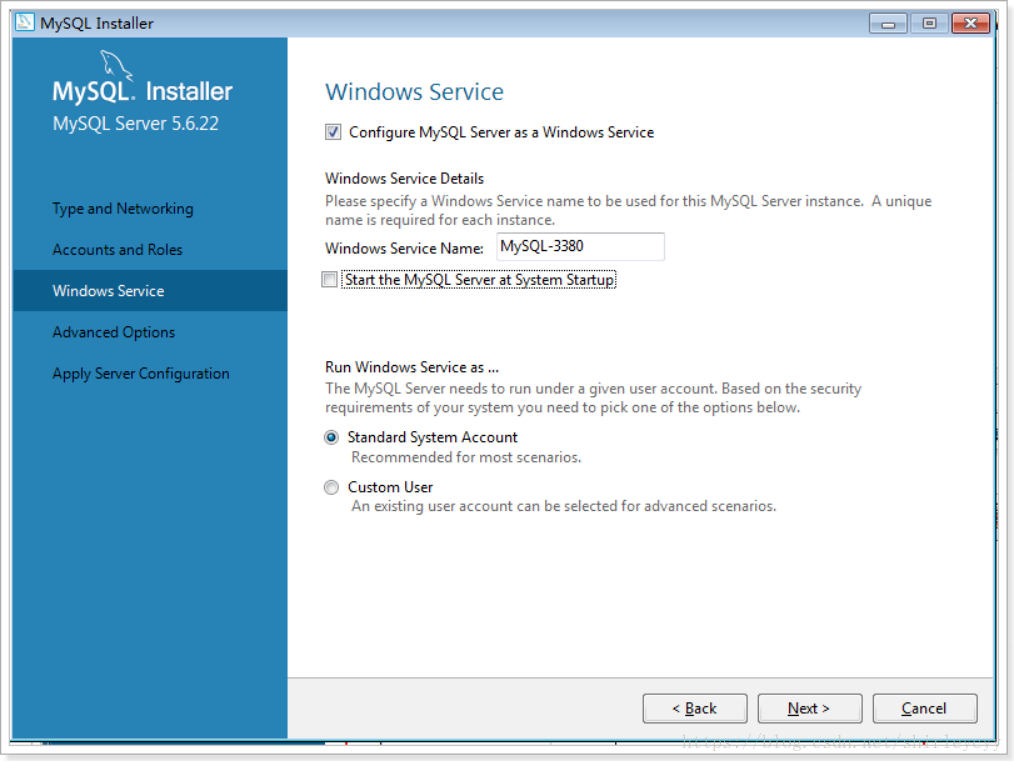 MySQL Installer
MySQL. Installer
MySQL Server 5.6.22
Type and Networking
Accounts and Roles
Windows Service
Advanced Options
Apply Server Configuration
Windows Service
Configure MySQL Server as a Windows Service
Windows Service Details
Please specify a Windows Service name to be used for this MySQL Server instance. A unique
name is required for each instance.
Windows Service Name: MySQL-3380
Start the MySQL Server at System Startup
Run Windows Service as ...
The MySQL Server needs to run under a given user account. Based on the security
requirements of your system you need to pick one of the options below.
Standard System Account
Recommended for most scenarios.
Custom User
An existing user account can be selected for advanced scenarios.
< Back
Next >
Cancel